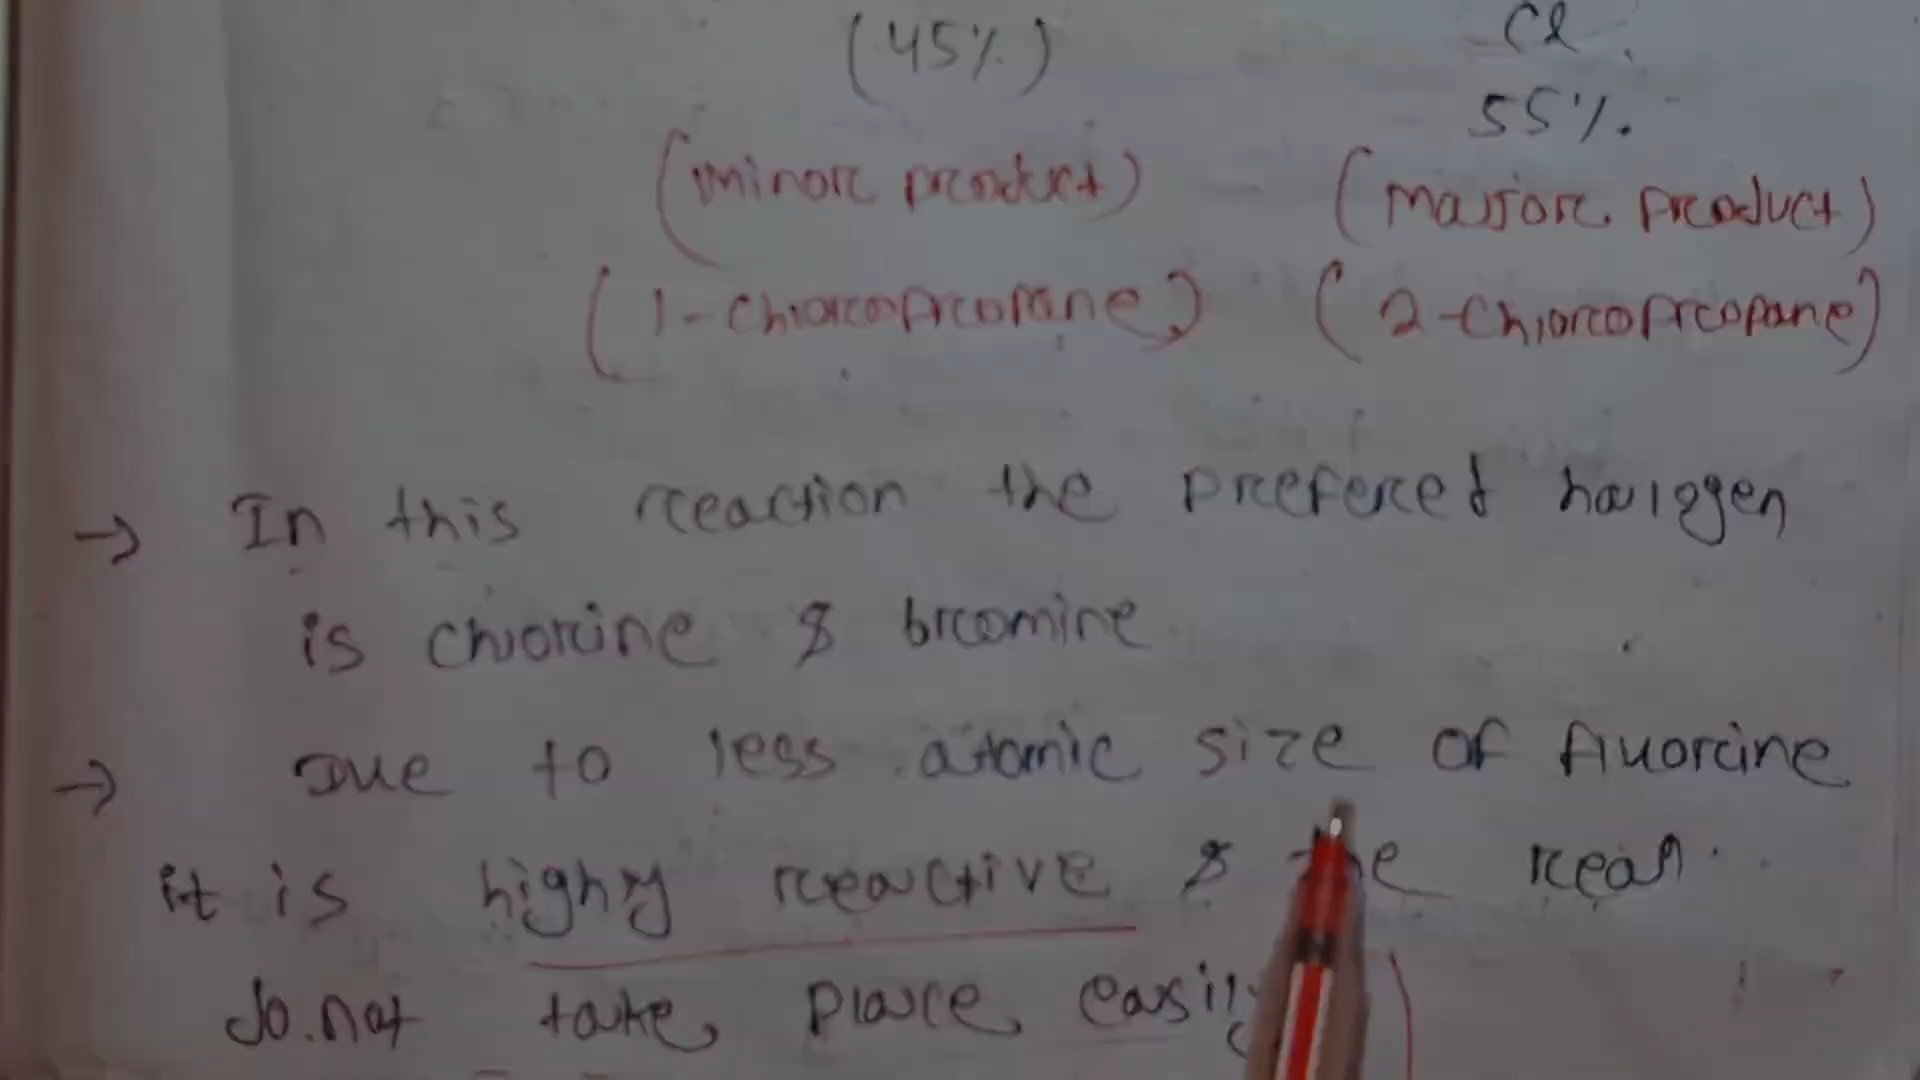 (45%) Cl
55%.
(minor product) (major product)
(1-chloropropane) (2-chloropropane)
→ In this reaction the prefered halogen
is chlorine & bromine
→ Due to less atomic size of fluorine
it is highly reactive & the rean
do not take place easily